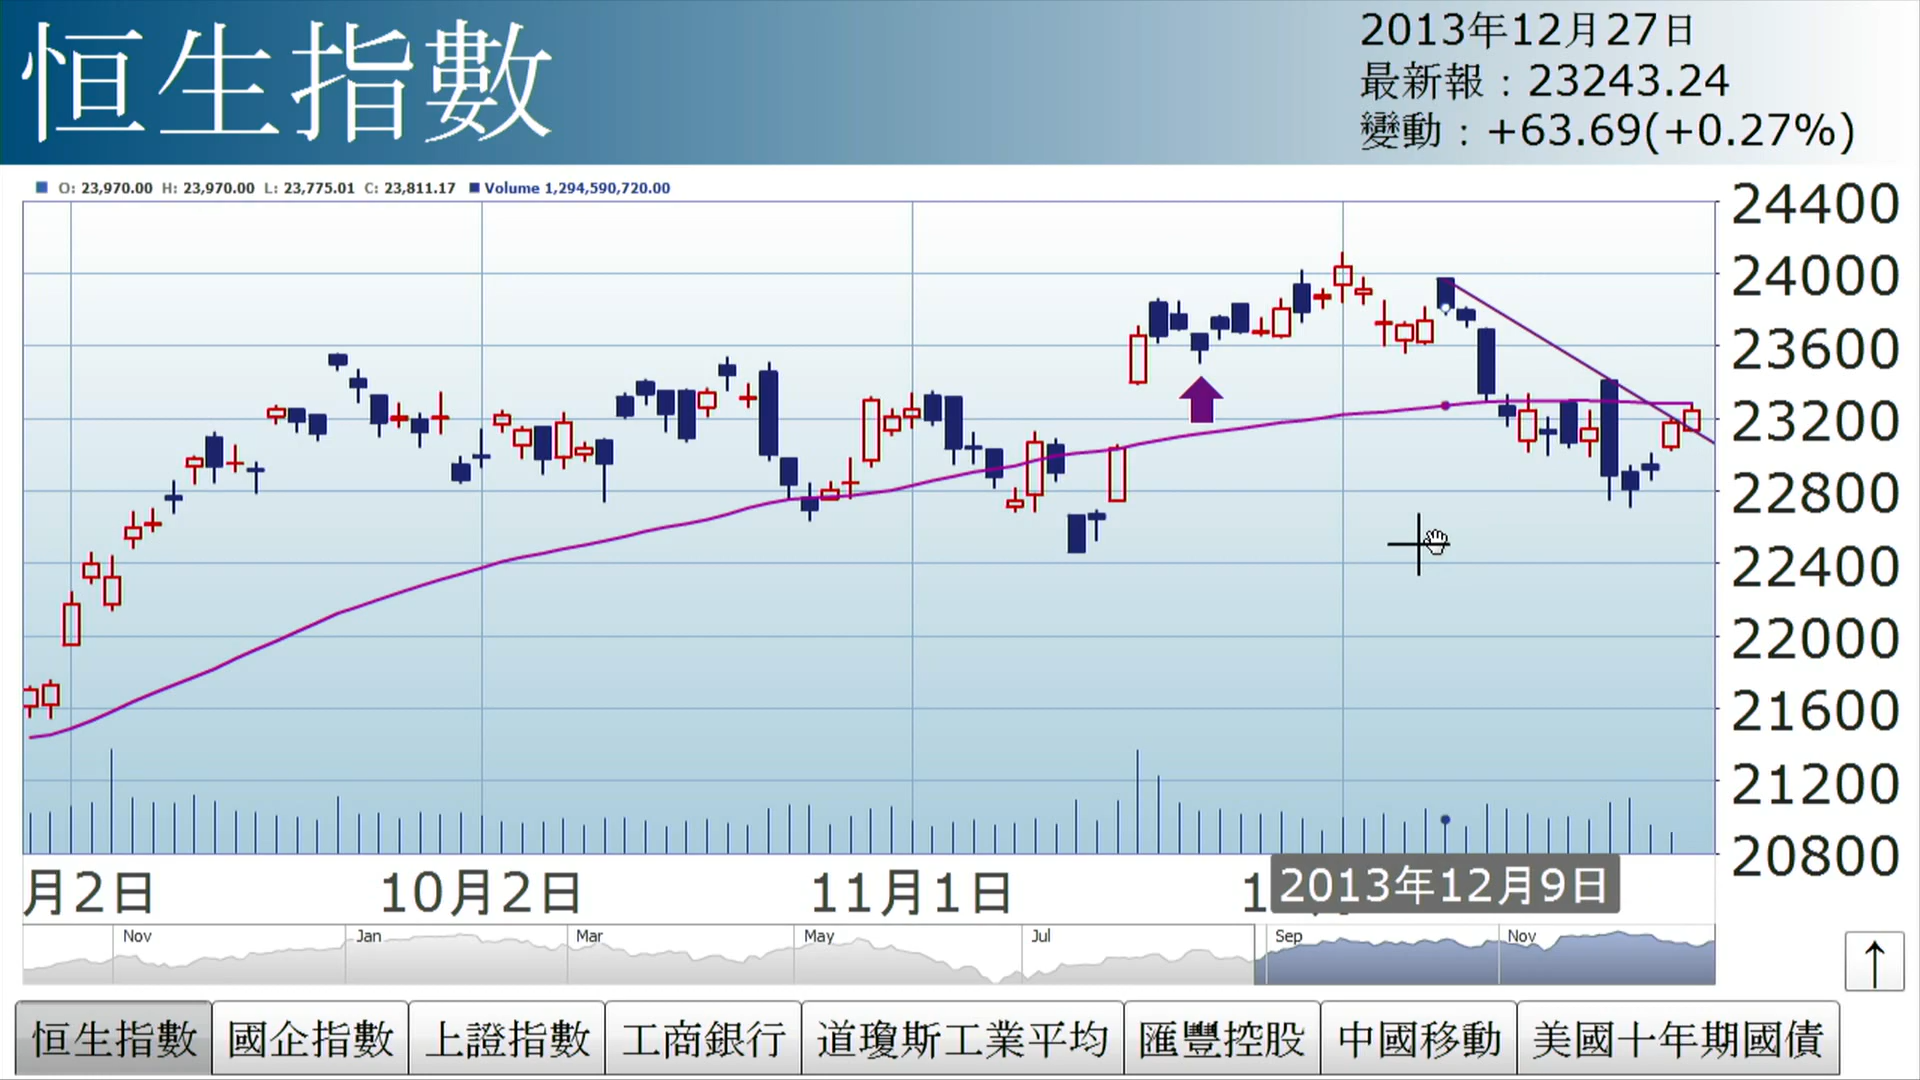 恒生指數
2013年12月27日
最新報：23243.24
變動：+63.69(+0.27%)
O: 23,970.00 H: 23,970.00 L: 23,775.01 C: 23,811.17 Volume 1,294,590,720.00
24400
24000
23600
23200
22800
22400
22000
21600
21200
20800
月2日 10月2日 11月1日 1 2013年12月9日
Nov Jan Mar May Jul Sep Nov
↑
恒生指數 國企指數 上證指數 工商銀行 道瓊斯工業平均 匯豐控股 中國移動 美國十年期國債